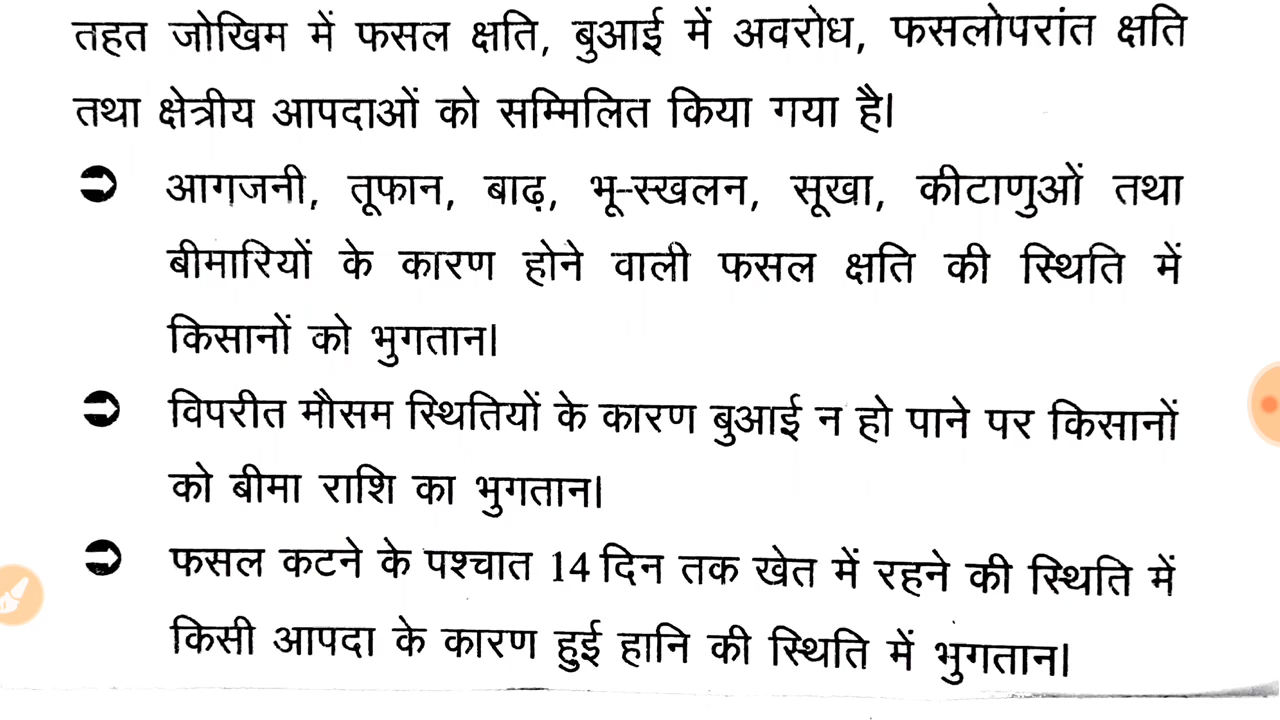 तहत जोखिम में फसल क्षति, बुआई में अवरोध, फसलोपरांत क्षति
तथा क्षेत्रीय आपदाओं को सम्मिलित किया गया है।
➲ आगजनी, तूफान, बाढ़, भू-स्खलन, सूखा, कीटाणुओं तथा
बीमारियों के कारण होने वाली फसल क्षति की स्थिति में
किसानों को भुगतान।
➲ विपरीत मौसम स्थितियों के कारण बुआई न हो पाने पर किसानों
को बीमा राशि का भुगतान।
➲ फसल कटने के पश्चात 14 दिन तक खेत में रहने की स्थिति में
किसी आपदा के कारण हुई हानि की स्थिति में भुगतान।